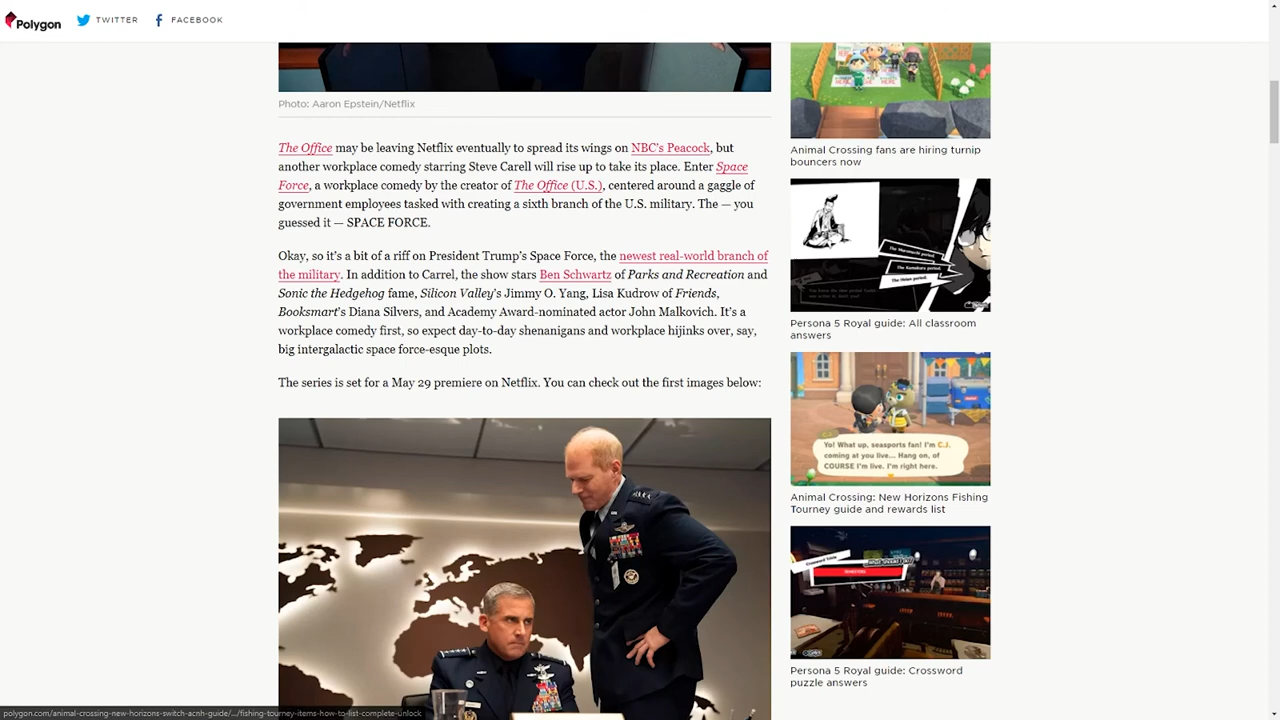 Polygon
TWITTER
FACEBOOK
Photo: Aaron Epstein/Netflix
The Office may be leaving Netflix eventually to spread its wings on NBC's Peacock, but
another workplace comedy starring Steve Carell will rise up to take its place. Enter Space
Force, a workplace comedy by the creator of The Office (U.S.), centered around a gaggle of
government employees tasked with creating a sixth branch of the U.S. military. The — you
guessed it — SPACE FORCE.
Okay, so it's a bit of a riff on President Trump's Space Force, the newest real-world branch of
the military. In addition to Carrel, the show stars Ben Schwartz of Parks and Recreation and
Sonic the Hedgehog fame, Silicon Valley's Jimmy O. Yang, Lisa Kudrow of Friends,
Booksmart's Diana Silvers, and Academy Award-nominated actor John Malkovich. It's a
workplace comedy first, so expect day-to-day shenanigans and workplace hijinks over, say,
big intergalactic space force-esque plots.
The series is set for a May 29 premiere on Netflix. You can check out the first images below:
Animal Crossing fans are hiring turnip
bouncers now
The Muromachi period.
The Kamakura period.
The Heian period.
Persona 5 Royal guide: All classroom
answers
C.J.
Yo! What up, seasports fan! I'm C.J.
coming at you live... Hang on, of
COURSE I'm live. I'm right here.
Animal Crossing: New Horizons Fishing
Tourney guide and rewards list
Crossword Trivia
Persona 5 Royal guide: Crossword
puzzle answers
polygon.com/animal-crossing-new-horizons-switch-acnh-guide/.../fishing-tourney-items-how-to-list-complete-unlock